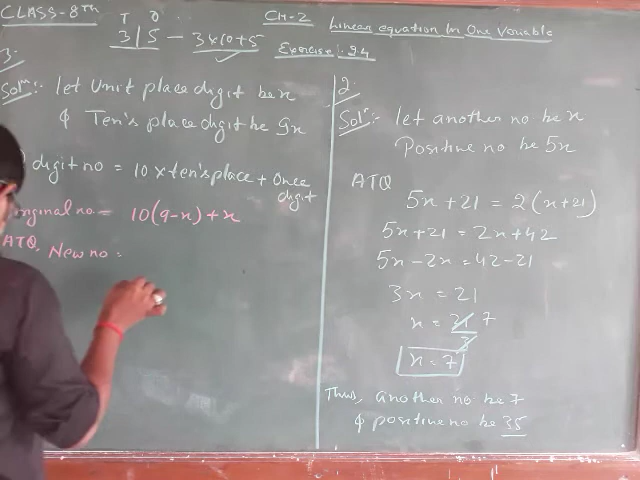 CLASS-8Th
T O
3 | 5 - 3x10+5
Ch-2 Linear equation In One Variable
Exercise: 2.4
3.
Solⁿ:- let Unit place digit be x
& Ten's place digit be 9x
digit no = 10 x ten's place + Once
digit
original no. = 10(9-x)+x
ATQ, New no =
2.
Solⁿ:- let another no be x
Positive no be 5x
ATQ
5x+21 = 2(x+21)
5x+21 = 2x+42
5x-2x = 42-21
3x = 21
x = 21 7
3
x = 7
Thus, another no be 7
& positive no be 35